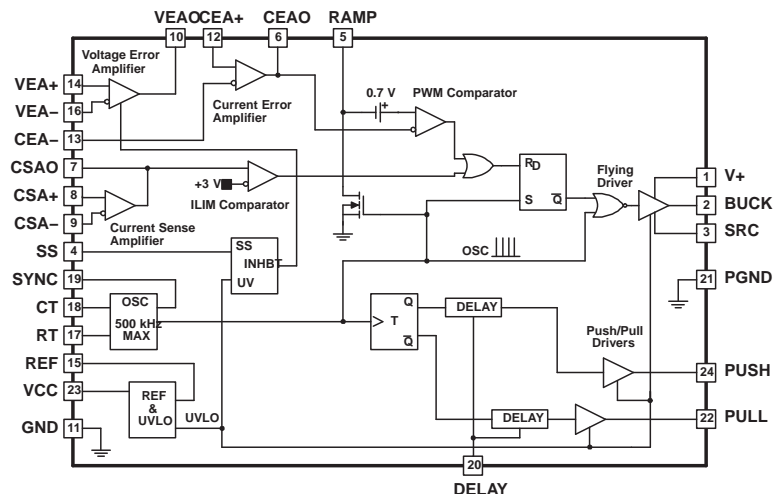 VEAO CEA+ CEAO RAMP
10 12 6 5
Voltage Error
Amplifier
VEA+ 14
VEA− 16
CEA− 13
Current Error
Amplifier
0.7 V
+
PWM Comparator
CSAO 7
CSA+ 8
CSA− 9
+3 V
ILIM Comparator
Current Sense
Amplifier
RD
S Q
Flying
Driver
1 V+
2 BUCK
3 SRC
SS 4
SYNC 19
CT 18
RT 17
SS
INHBT
UV
OSC
500 kHz
MAX
OSC
21 PGND
T
Q
Q
DELAY
DELAY
Push/Pull
Drivers
24 PUSH
22 PULL
REF 15
VCC 23
GND 11
REF
&
UVLO
UVLO
20
DELAY